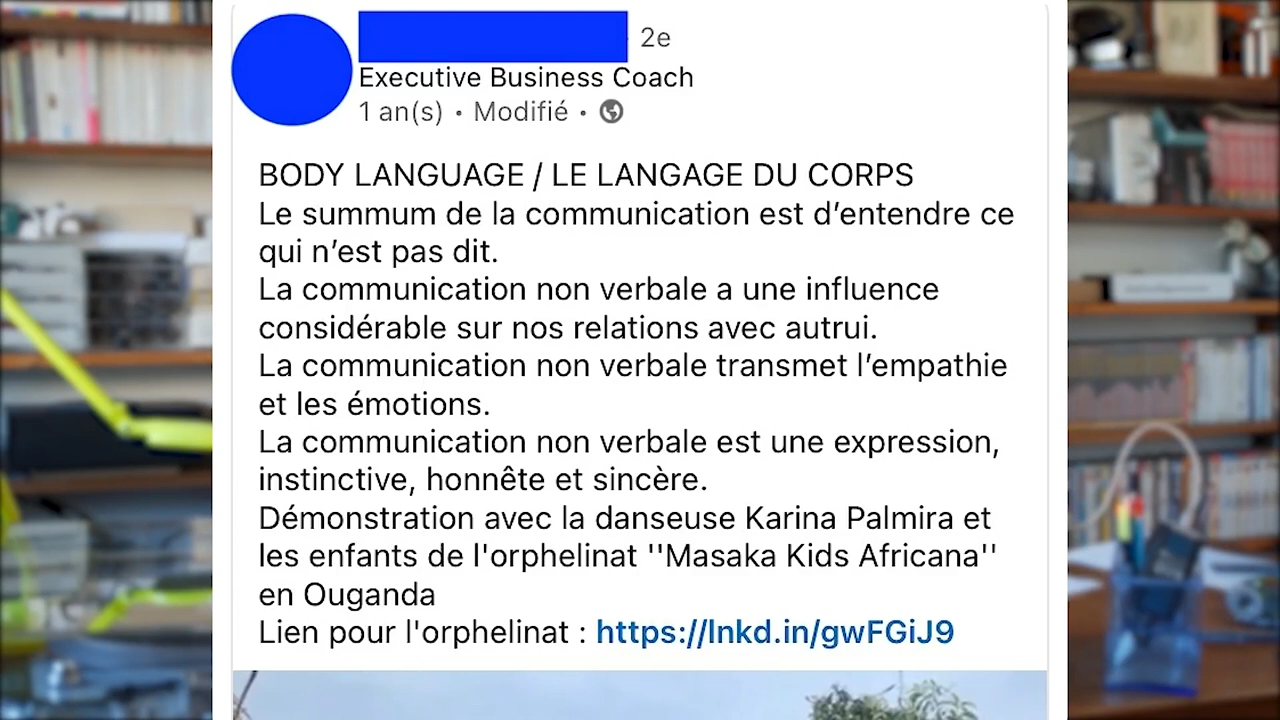 2e
Executive Business Coach
1 an(s) • Modifié •
BODY LANGUAGE / LE LANGAGE DU CORPS
Le summum de la communication est d’entendre ce
qui n’est pas dit.
La communication non verbale a une influence
considérable sur nos relations avec autrui.
La communication non verbale transmet l’empathie
et les émotions.
La communication non verbale est une expression,
instinctive, honnête et sincère.
Démonstration avec la danseuse Karina Palmira et
les enfants de l'orphelinat ''Masaka Kids Africana''
en Ouganda
Lien pour l'orphelinat : https://lnkd.in/gwFGiJ9